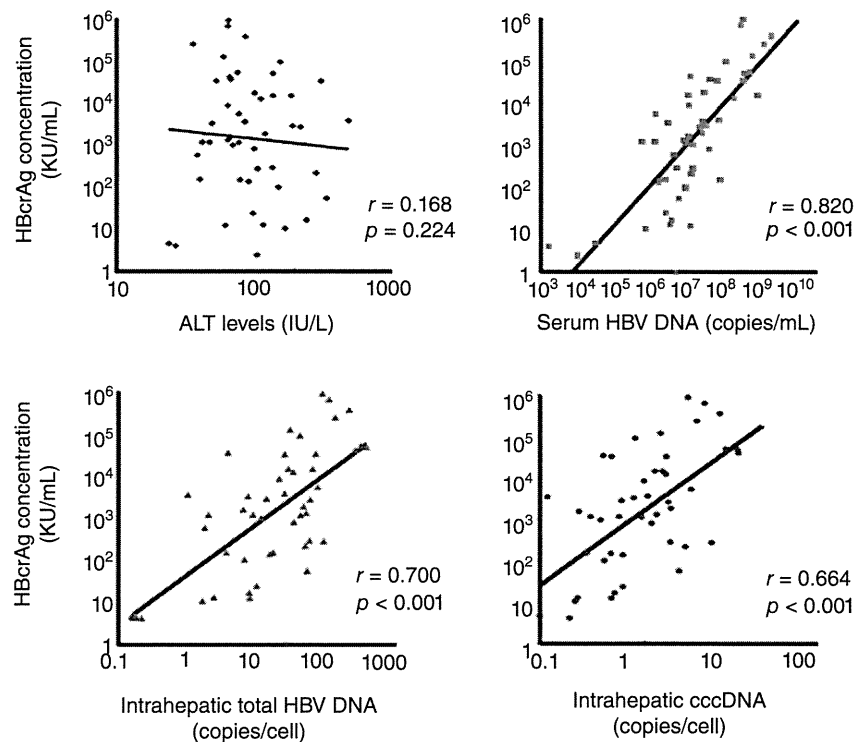 HBcrAg concentration
(KU/mL)
10⁶
10⁵
10⁴
10³
10²
10
1
10
100
1000
ALT levels (IU/L)
r = 0.168
p = 0.224
10⁶
10⁵
10⁴
10³
10²
10
1
10³ 10⁴ 10⁵ 10⁶ 10⁷ 10⁸ 10⁹ 10¹⁰
Serum HBV DNA (copies/mL)
r = 0.820
p < 0.001
HBcrAg concentration
(KU/mL)
10⁶
10⁵
10⁴
10³
10²
10
1
0.1 1 10 100 1000
Intrahepatic total HBV DNA
(copies/cell)
r = 0.700
p < 0.001
10⁶
10⁵
10⁴
10³
10²
10
1
0.1 1 10 100
Intrahepatic cccDNA
(copies/cell)
r = 0.664
p < 0.001